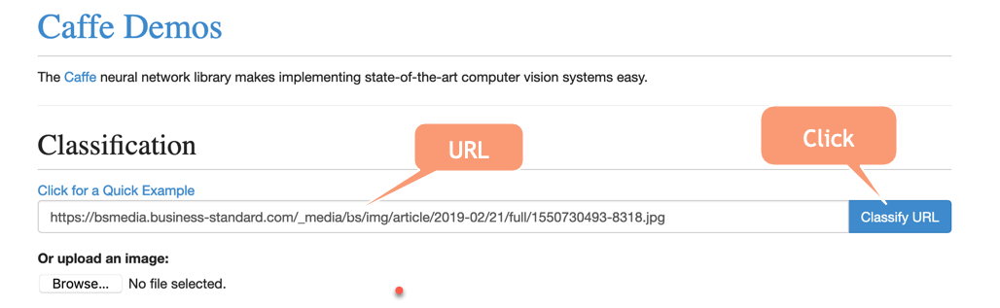 Caffe Demos
The Caffe neural network library makes implementing state-of-the-art computer vision systems easy.
Classification
URL
Click
Click for a Quick Example
https://bsmedia.business-standard.com/_media/bs/img/article/2019-02/21/full/1550730493-8318.jpg
Classify URL
Or upload an image:
Browse... No file selected.